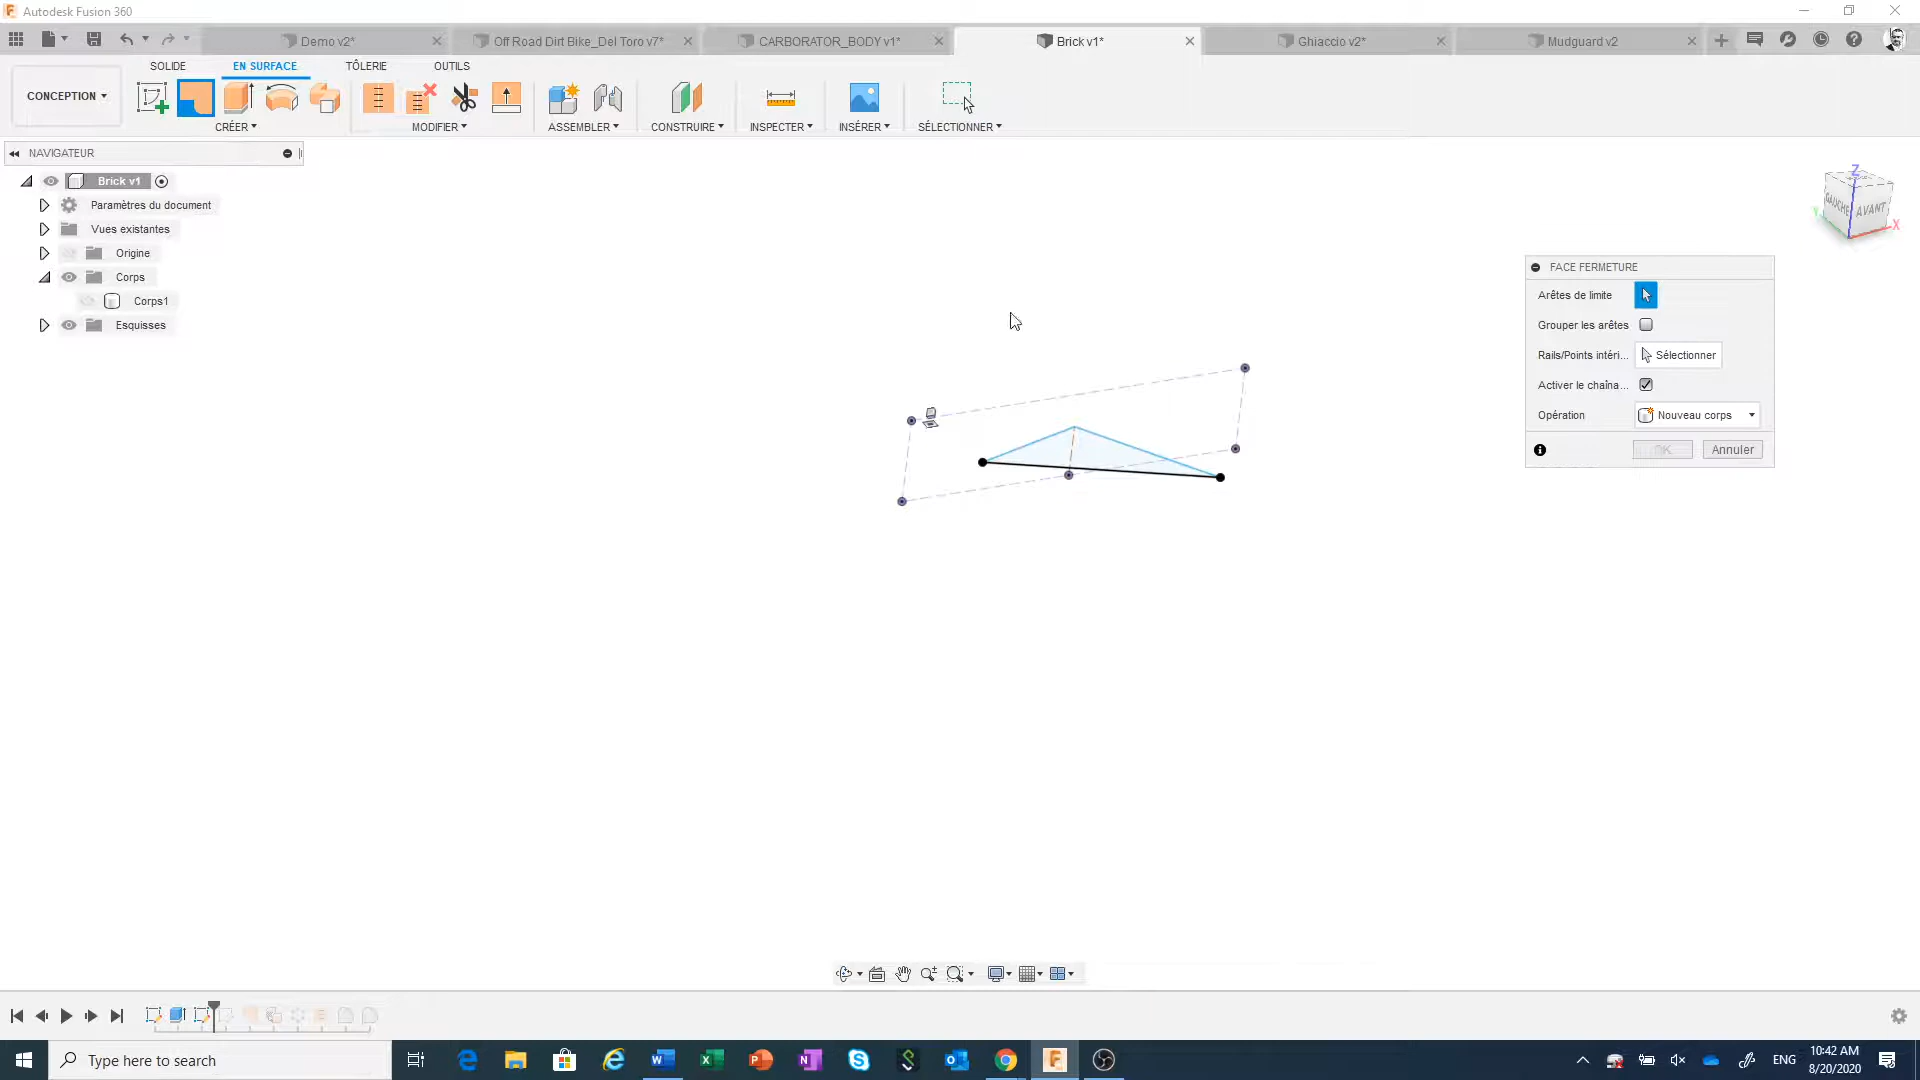 Autodesk Fusion 360
Demo v2*
Off Road Dirt Bike_Del Toro v7*
CARBORATOR_BODY v1*
Brick v1*
Ghiaccio v2*
Mudguard v2
SOLIDE
EN SURFACE
TÔLERIE
OUTILS
CONCEPTION
CRÉER
MODIFIER
ASSEMBLER
CONSTRUIRE
INSPECTER
INSÉRER
SÉLECTIONNER
NAVIGATEUR
Brick v1
Paramètres du document
Vues existantes
Origine
Corps
Corps1
Esquisses
Z
GAUCHE
AVANT
Y
X
FACE FERMETURE
Arêtes de limite
Grouper les arêtes
Rails/Points intéri...
Sélectionner
Activer le chaîna...
Opération
Nouveau corps
OK
Annuler
Type here to search
ENG
10:42 AM
8/20/2020